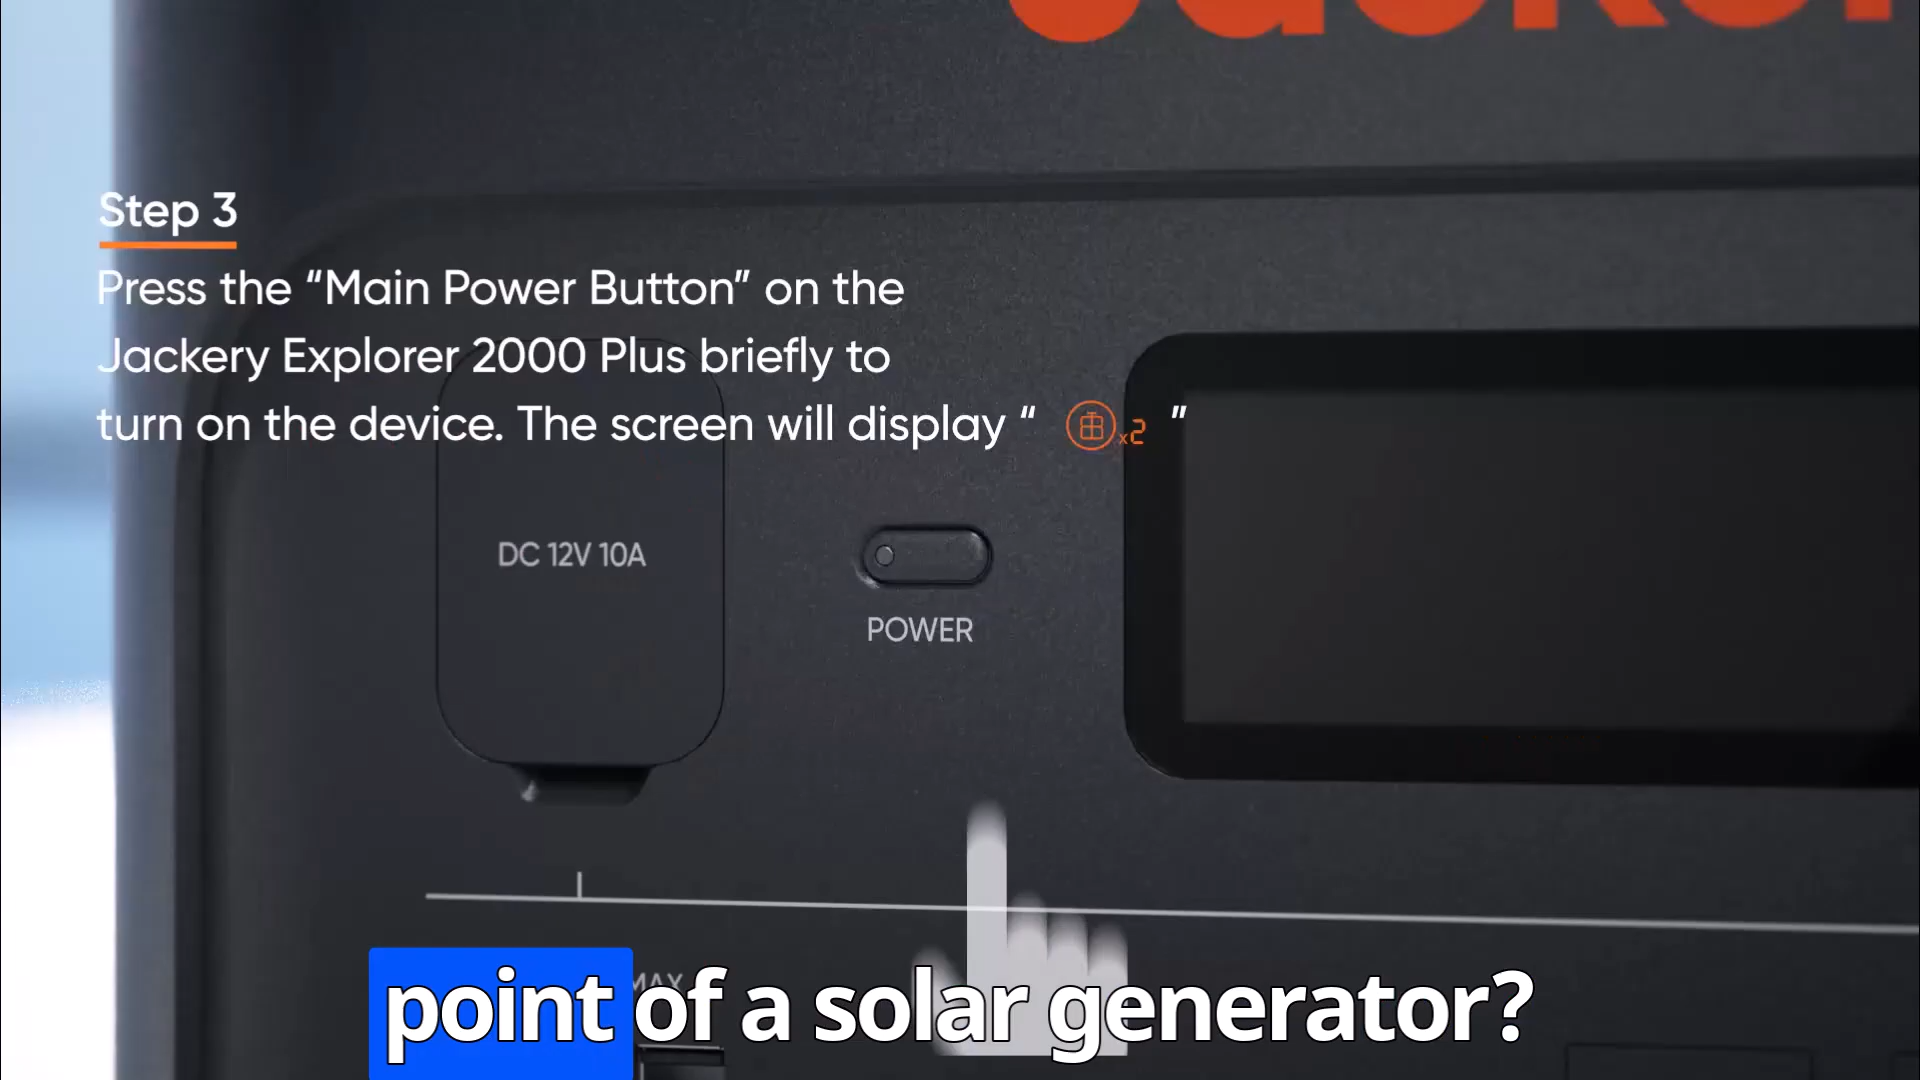 Step 3
Press the “Main Power Button” on the
Jackery Explorer 2000 Plus briefly to
turn on the device. The screen will display “ x2 ”
DC 12V 10A
POWER
MAX
point of a solar generator?